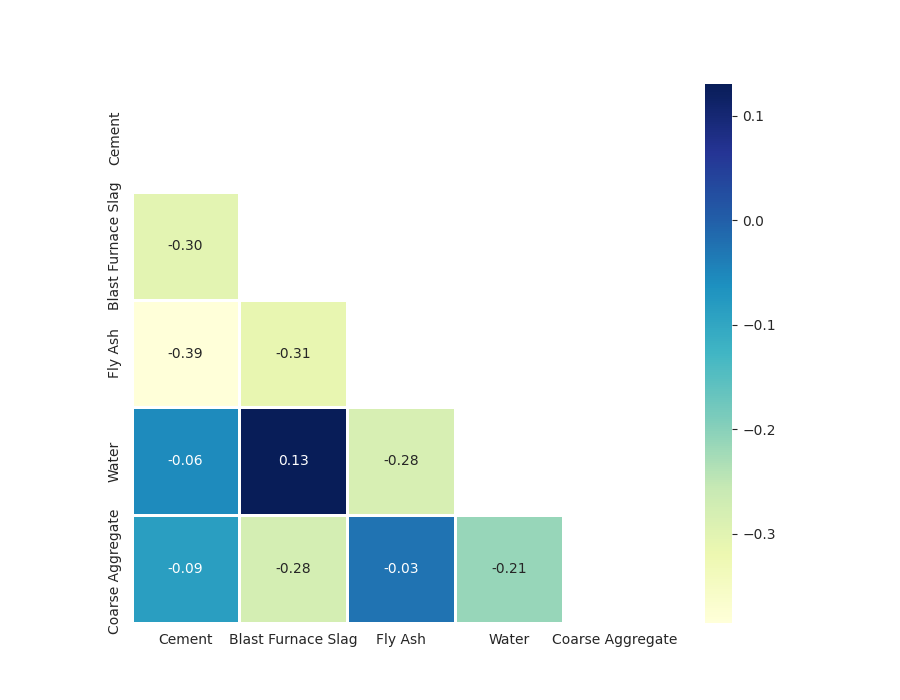 Cement
Blast Furnace Slag
-0.30
Fly Ash
-0.39 -0.31
Water
-0.06 0.13 -0.28
Coarse Aggregate
-0.09 -0.28 -0.03 -0.21
Cement Blast Furnace Slag Fly Ash Water Coarse Aggregate
0.1
0.0
−0.1
−0.2
−0.3